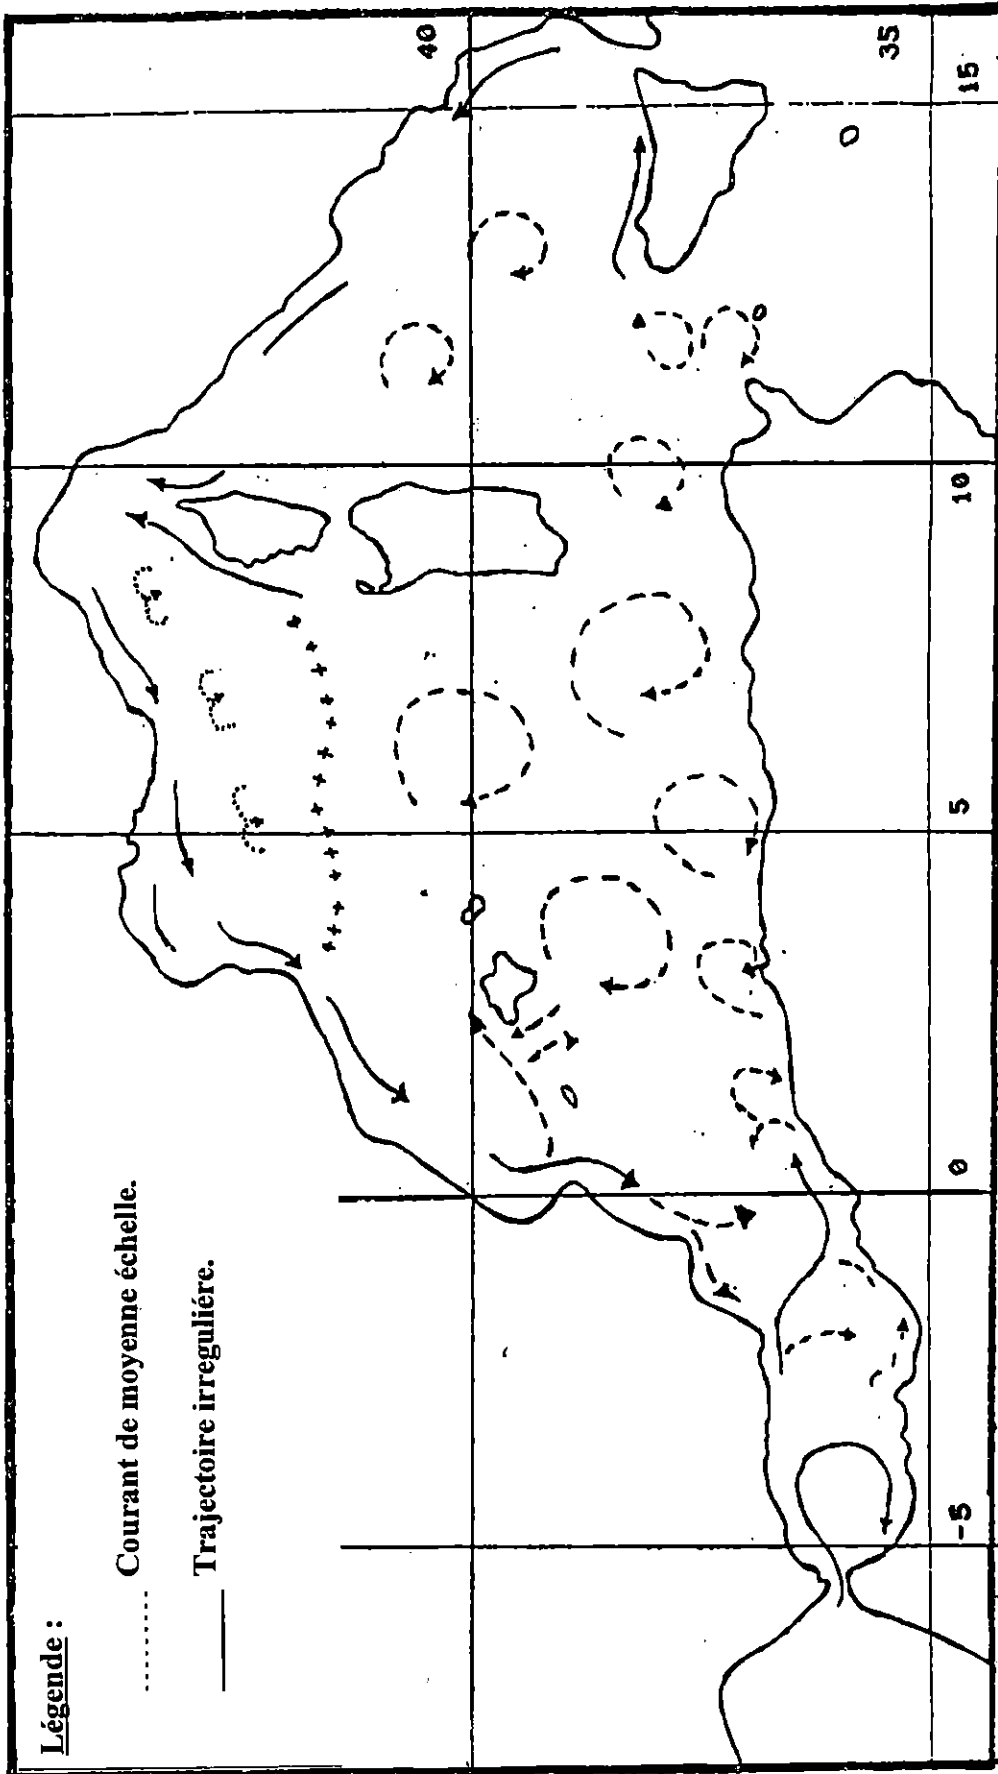 Légende :
........ Courant de moyenne échelle.
—— Trajectoire irreguliére.
40
35
-5
0
5
10
15